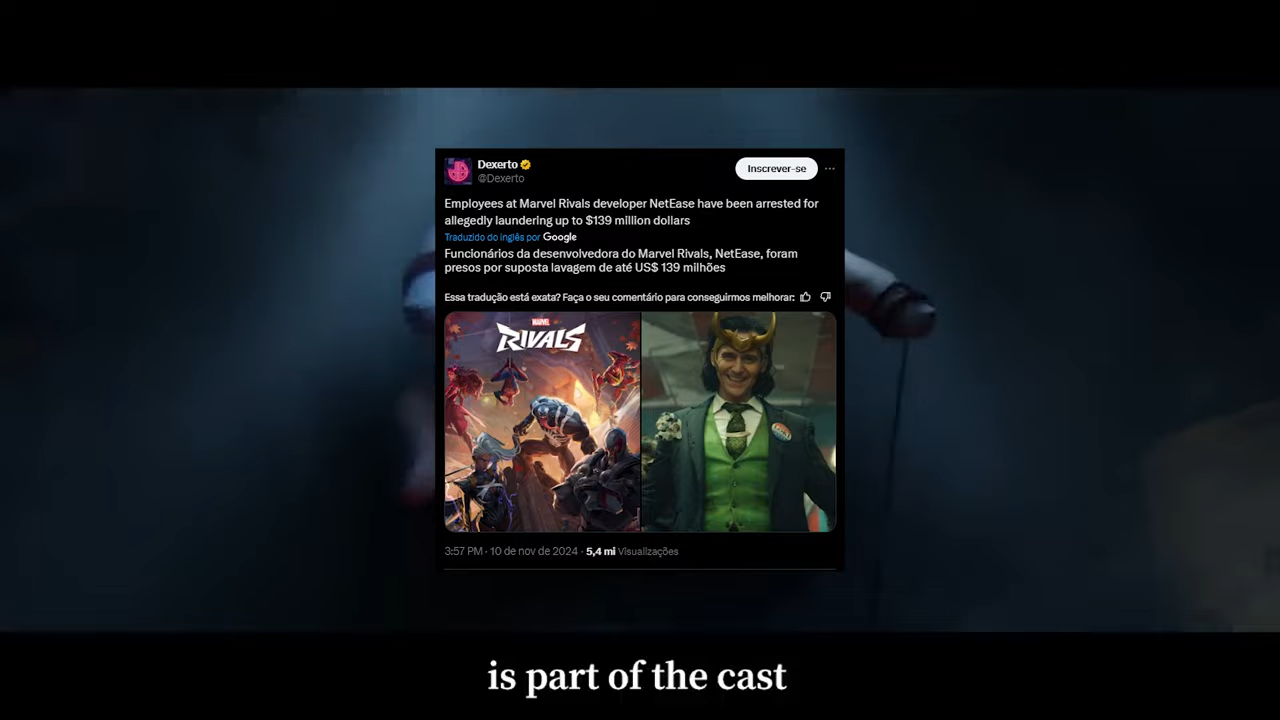 Dexerto
@Dexerto
Inscrever-se
Employees at Marvel Rivals developer NetEase have been arrested for
allegedly laundering up to $139 million dollars
Traduzido do inglês por Google
Funcionários da desenvolvedora do Marvel Rivals, NetEase, foram
presos por suposta lavagem de até US$ 139 milhões
Essa tradução está exata? Faça o seu comentário para conseguirmos melhorar:
MARVEL
RIVALS
3:57 PM · 10 de nov de 2024 · 5,4 mi Visualizações
is part of the cast